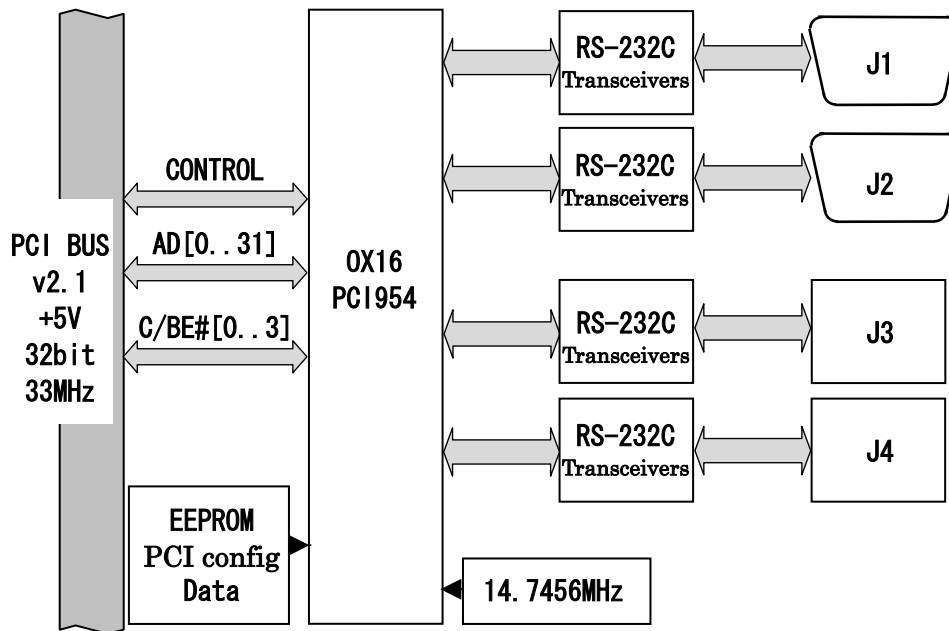 PCI BUS
v2.1
+5V
32bit
33MHz
CONTROL
AD[0..31]
C/BE#[0..3]
EEPROM
PCI config
Data
OX16
PCI954
14.7456MHz
RS-232C
Transceivers
J1
RS-232C
Transceivers
J2
RS-232C
Transceivers
J3
RS-232C
Transceivers
J4